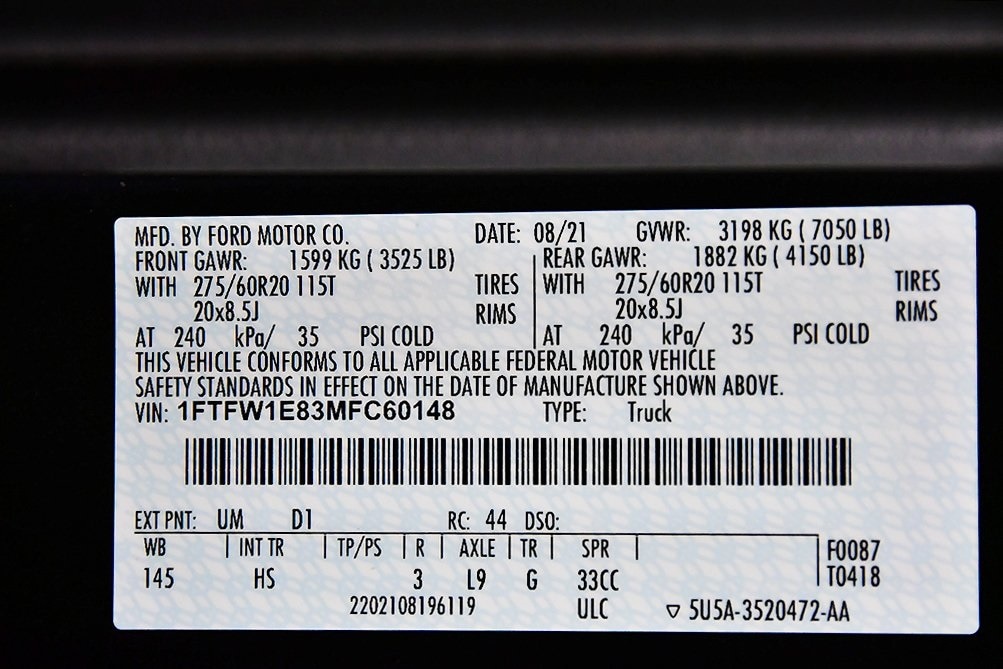 MFD. BY FORD MOTOR CO. DATE: 08/21 GVWR: 3198 KG ( 7050 LB)
FRONT GAWR: 1599 KG ( 3525 LB) REAR GAWR: 1882 KG ( 4150 LB)
WITH 275/60R20 115T TIRES WITH 275/60R20 115T TIRES
20x8.5J RIMS 20x8.5J RIMS
AT 240 kPa/ 35 PSI COLD AT 240 kPa/ 35 PSI COLD
THIS VEHICLE CONFORMS TO ALL APPLICABLE FEDERAL MOTOR VEHICLE
SAFETY STANDARDS IN EFFECT ON THE DATE OF MANUFACTURE SHOWN ABOVE.
VIN: 1FTFW1E83MFC60148 TYPE: Truck
EXT PNT: UM D1 RC: 44 DSO:
WB INT TR TP/PS R AXLE TR SPR F0087
145 HS 3 L9 G 33CC T0418
2202108196119 ULC ▽ 5U5A-3520472-AA